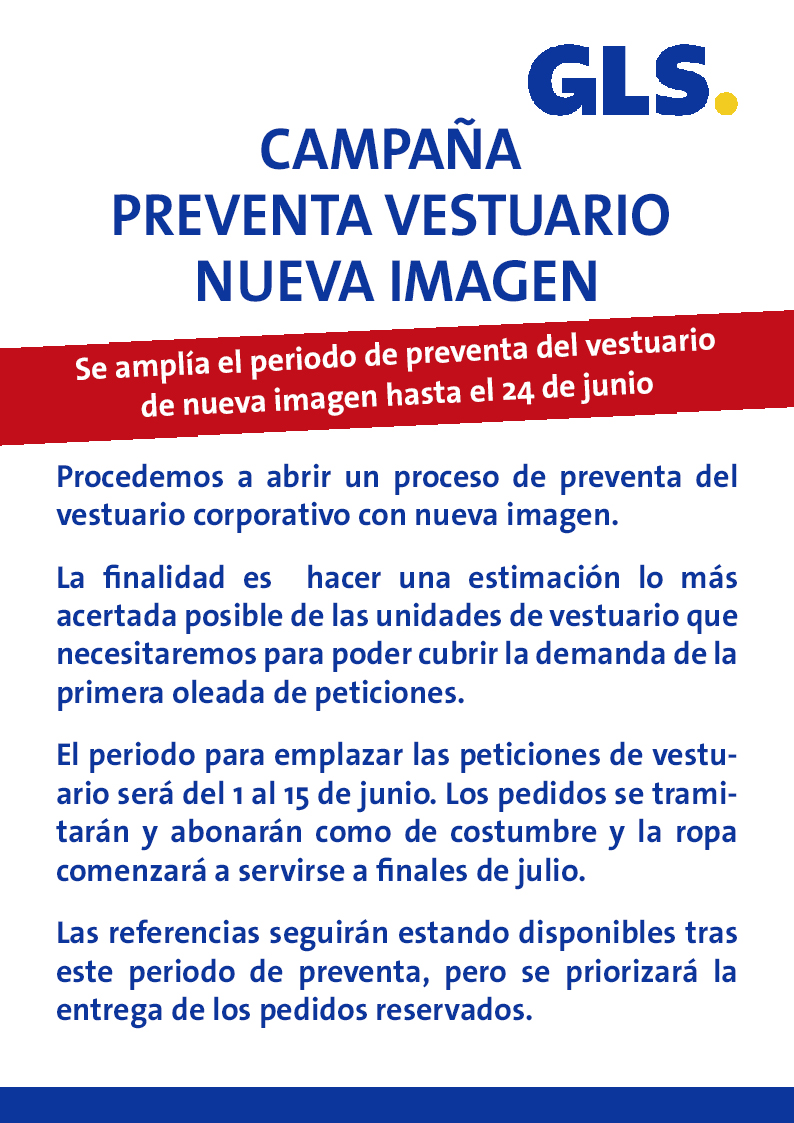 GLS.
CAMPAÑA
PREVENTA VESTUARIO
NUEVA IMAGEN
Se amplía el periodo de preventa del vestuario
de nueva imagen hasta el 24 de junio
Procedemos a abrir un proceso de preventa del
vestuario corporativo con nueva imagen.
La finalidad es hacer una estimación lo más
acertada posible de las unidades de vestuario que
necesitaremos para poder cubrir la demanda de la
primera oleada de peticiones.
El periodo para emplazar las peticiones de vestu-
ario será del 1 al 15 de junio. Los pedidos se trami-
tarán y abonarán como de costumbre y la ropa
comenzará a servirse a finales de julio.
Las referencias seguirán estando disponibles tras
este periodo de preventa, pero se priorizará la
entrega de los pedidos reservados.